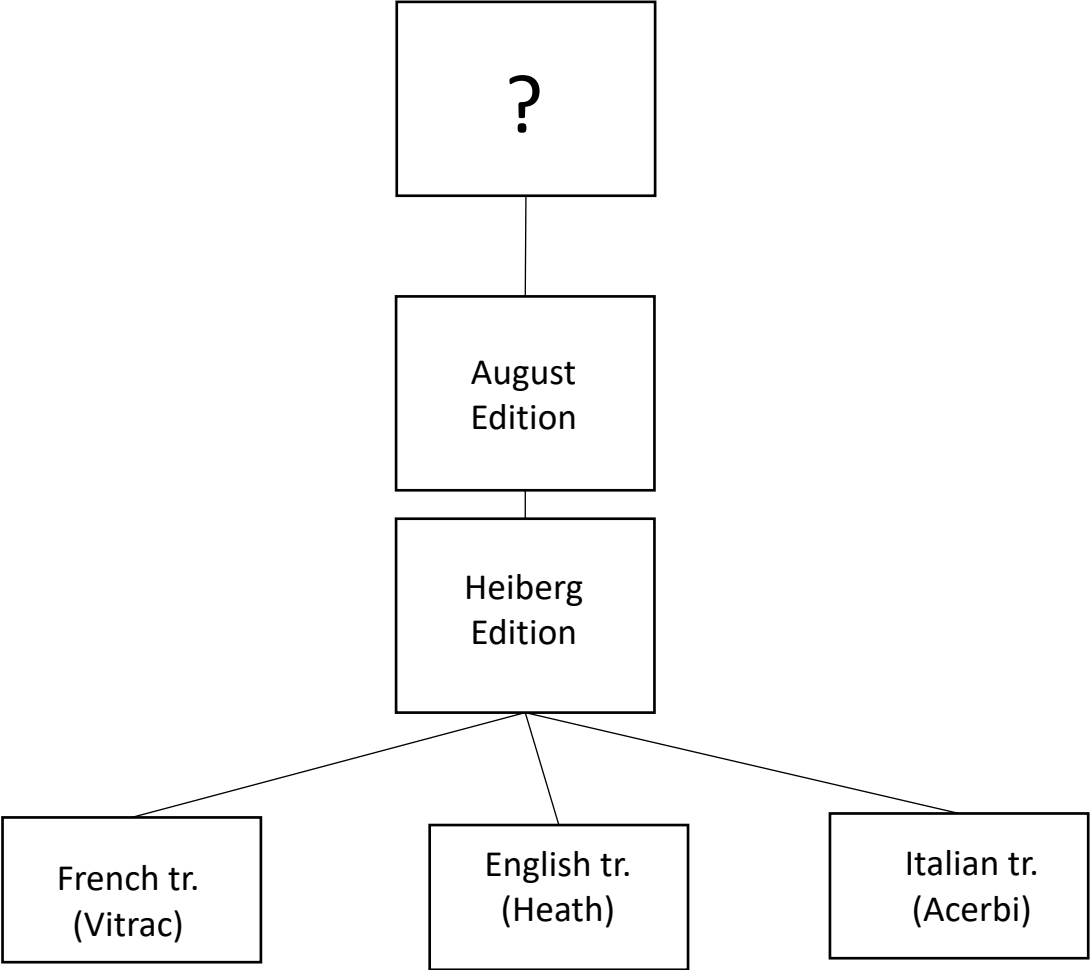 ?
August
Edition
Heiberg
Edition
French tr.
(Vitrac)
English tr.
(Heath)
Italian tr.
(Acerbi)